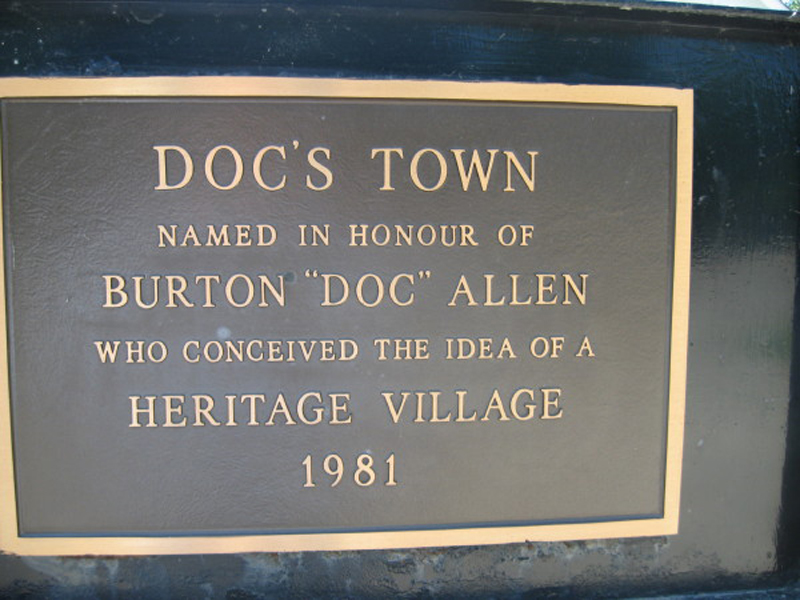 DOC'S TOWN
NAMED IN HONOUR OF
BURTON "DOC" ALLEN
WHO CONCEIVED THE IDEA OF A
HERITAGE VILLAGE
1981